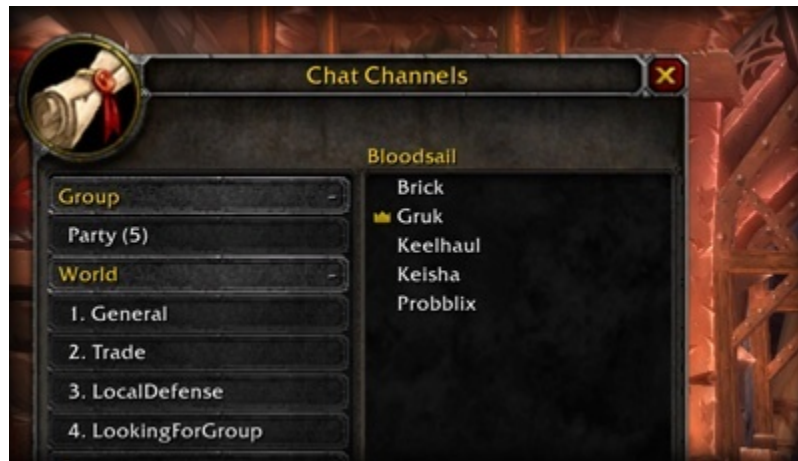 Chat Channels
Group
Party (5)
World
1. General
2. Trade
3. LocalDefense
4. LookingForGroup
Bloodsail
Brick
Gruk
Keelhaul
Keisha
Probblix